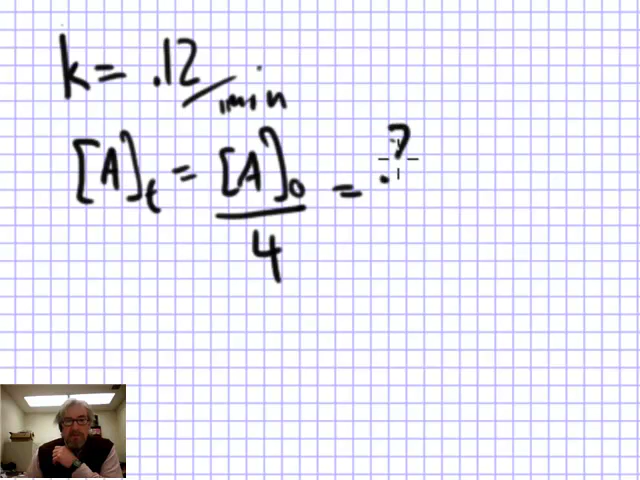 k = .12/min
[A]t = [A]0/4 = ?